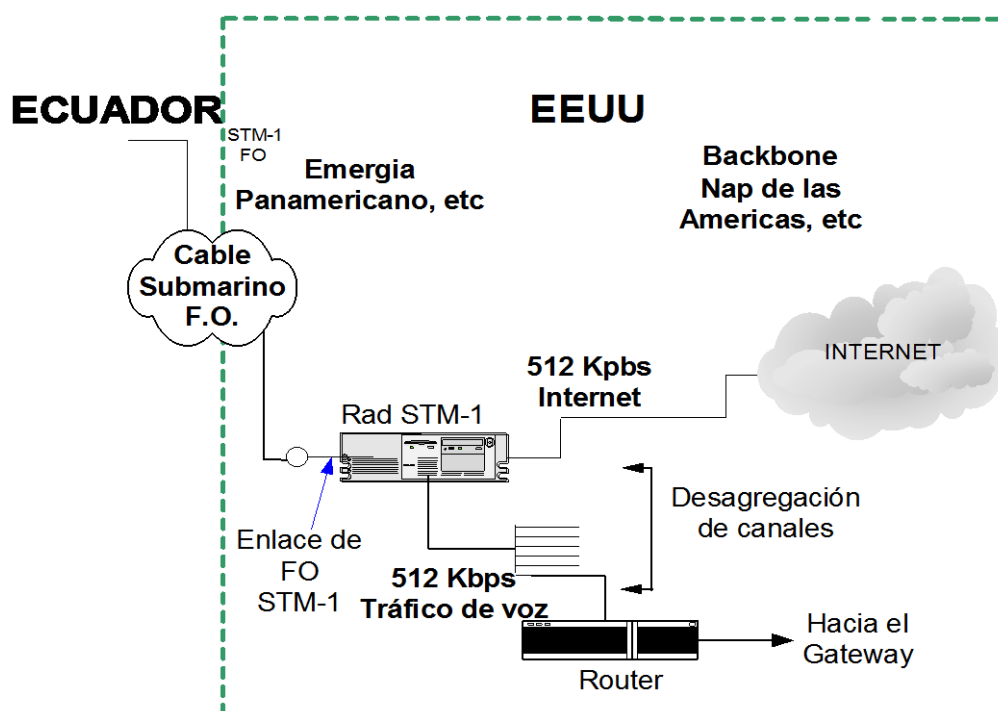 ECUADOR
EEUU
STM-1
FO
Emergia
Panamericano, etc
Backbone
Nap de las
Americas, etc
Cable
Submarino
F.O.
INTERNET
512 Kpbs
Internet
Rad STM-1
Desagregación
de canales
Enlace de
FO
STM-1
512 Kbps
Tráfico de voz
Hacia el
Gateway
Router